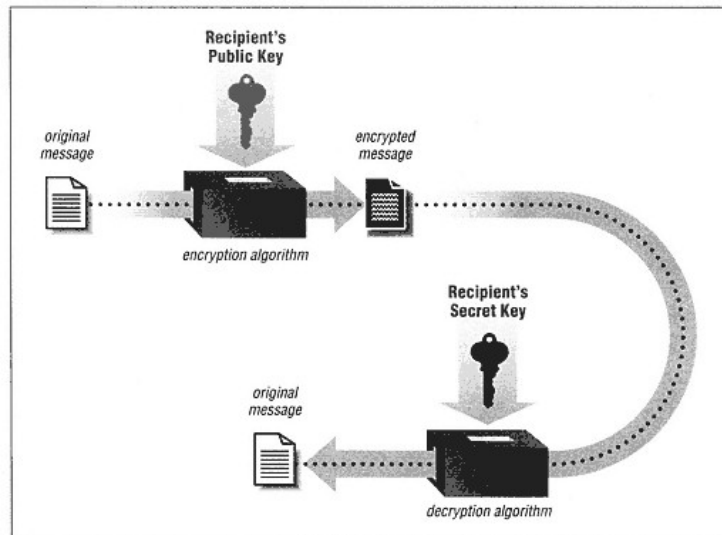 Recipient's
Public Key
original
message
encrypted
message
encryption algorithm
Recipient's
Secret Key
original
message
decryption algorithm